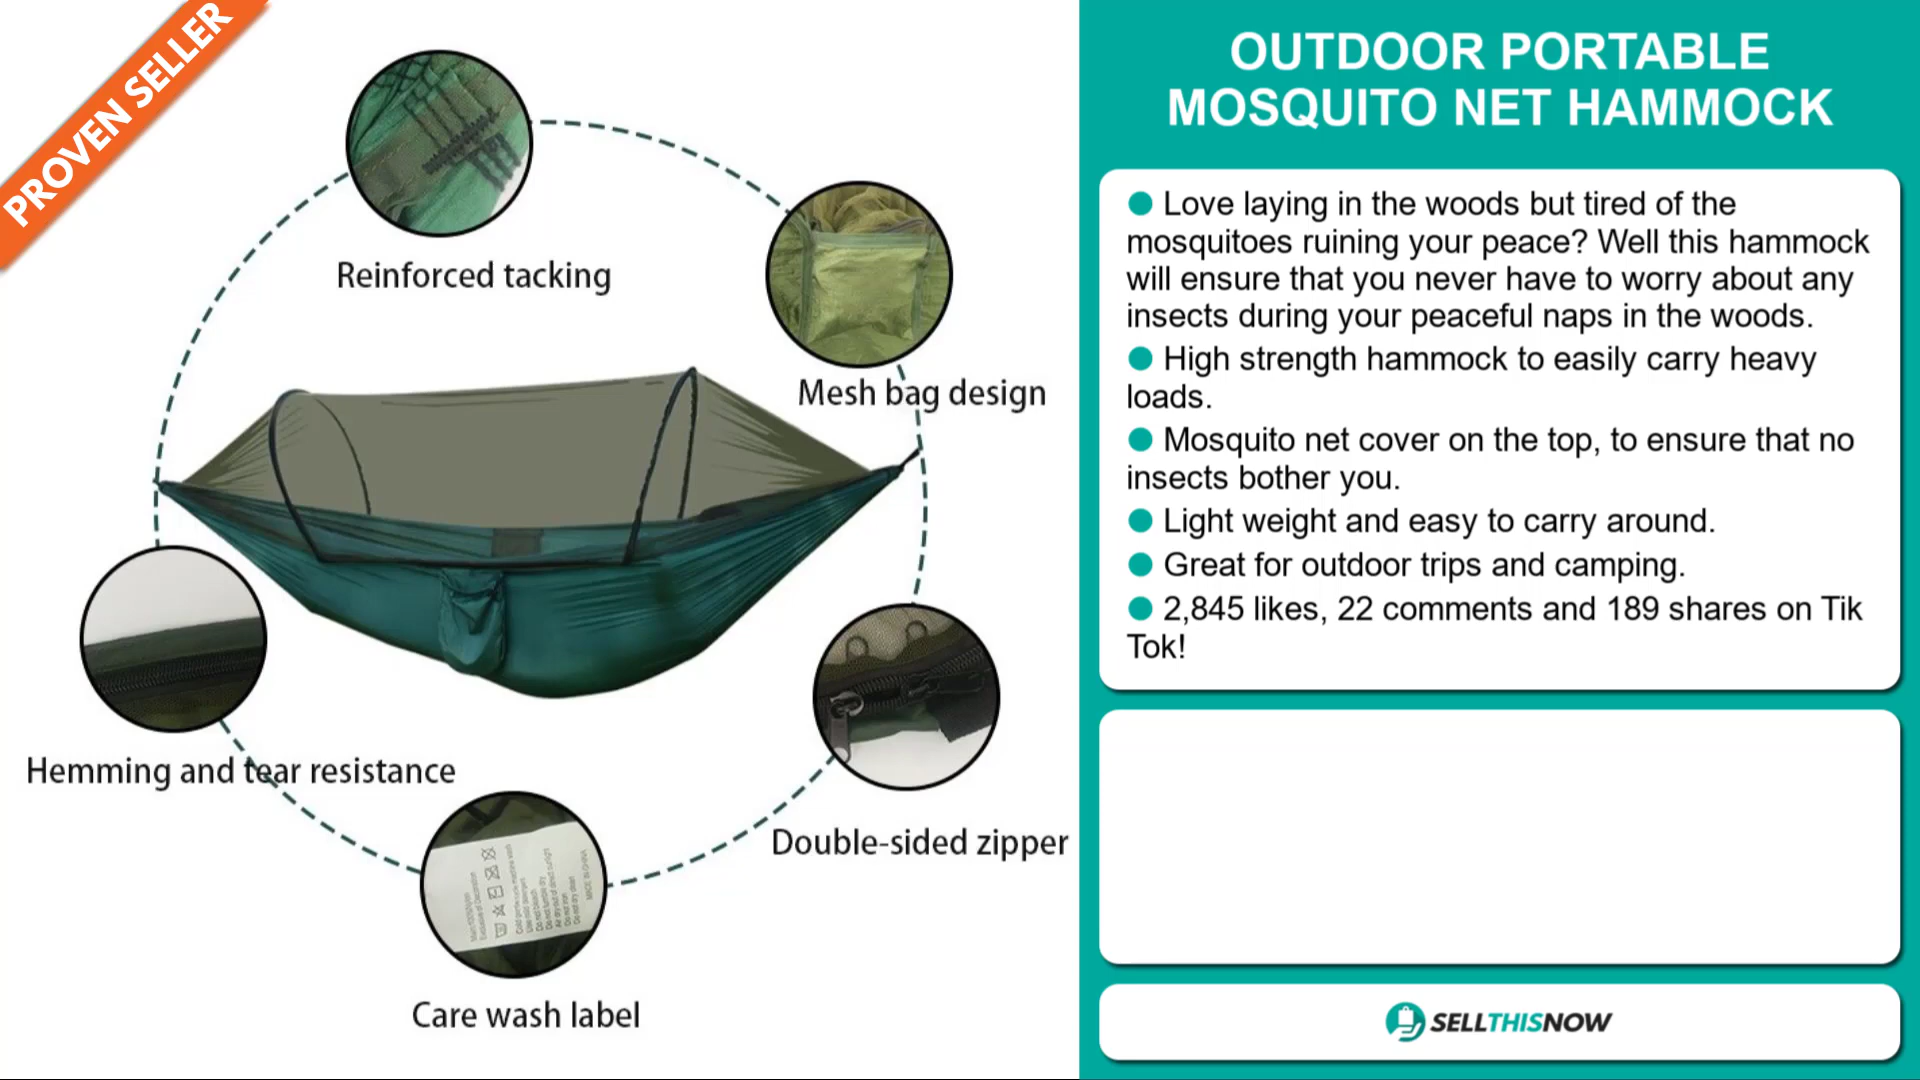 PROVEN SELLER
Reinforced tacking
Mesh bag design
Hemming and tear resistance
Double-sided zipper
Care wash label
OUTDOOR PORTABLE
MOSQUITO NET HAMMOCK
● Love laying in the woods but tired of the
mosquitoes ruining your peace? Well this hammock
will ensure that you never have to worry about any
insects during your peaceful naps in the woods.
● High strength hammock to easily carry heavy
loads.
● Mosquito net cover on the top, to ensure that no
insects bother you.
● Light weight and easy to carry around.
● Great for outdoor trips and camping.
● 2,845 likes, 22 comments and 189 shares on Tik
Tok!
SELLTHISNOW